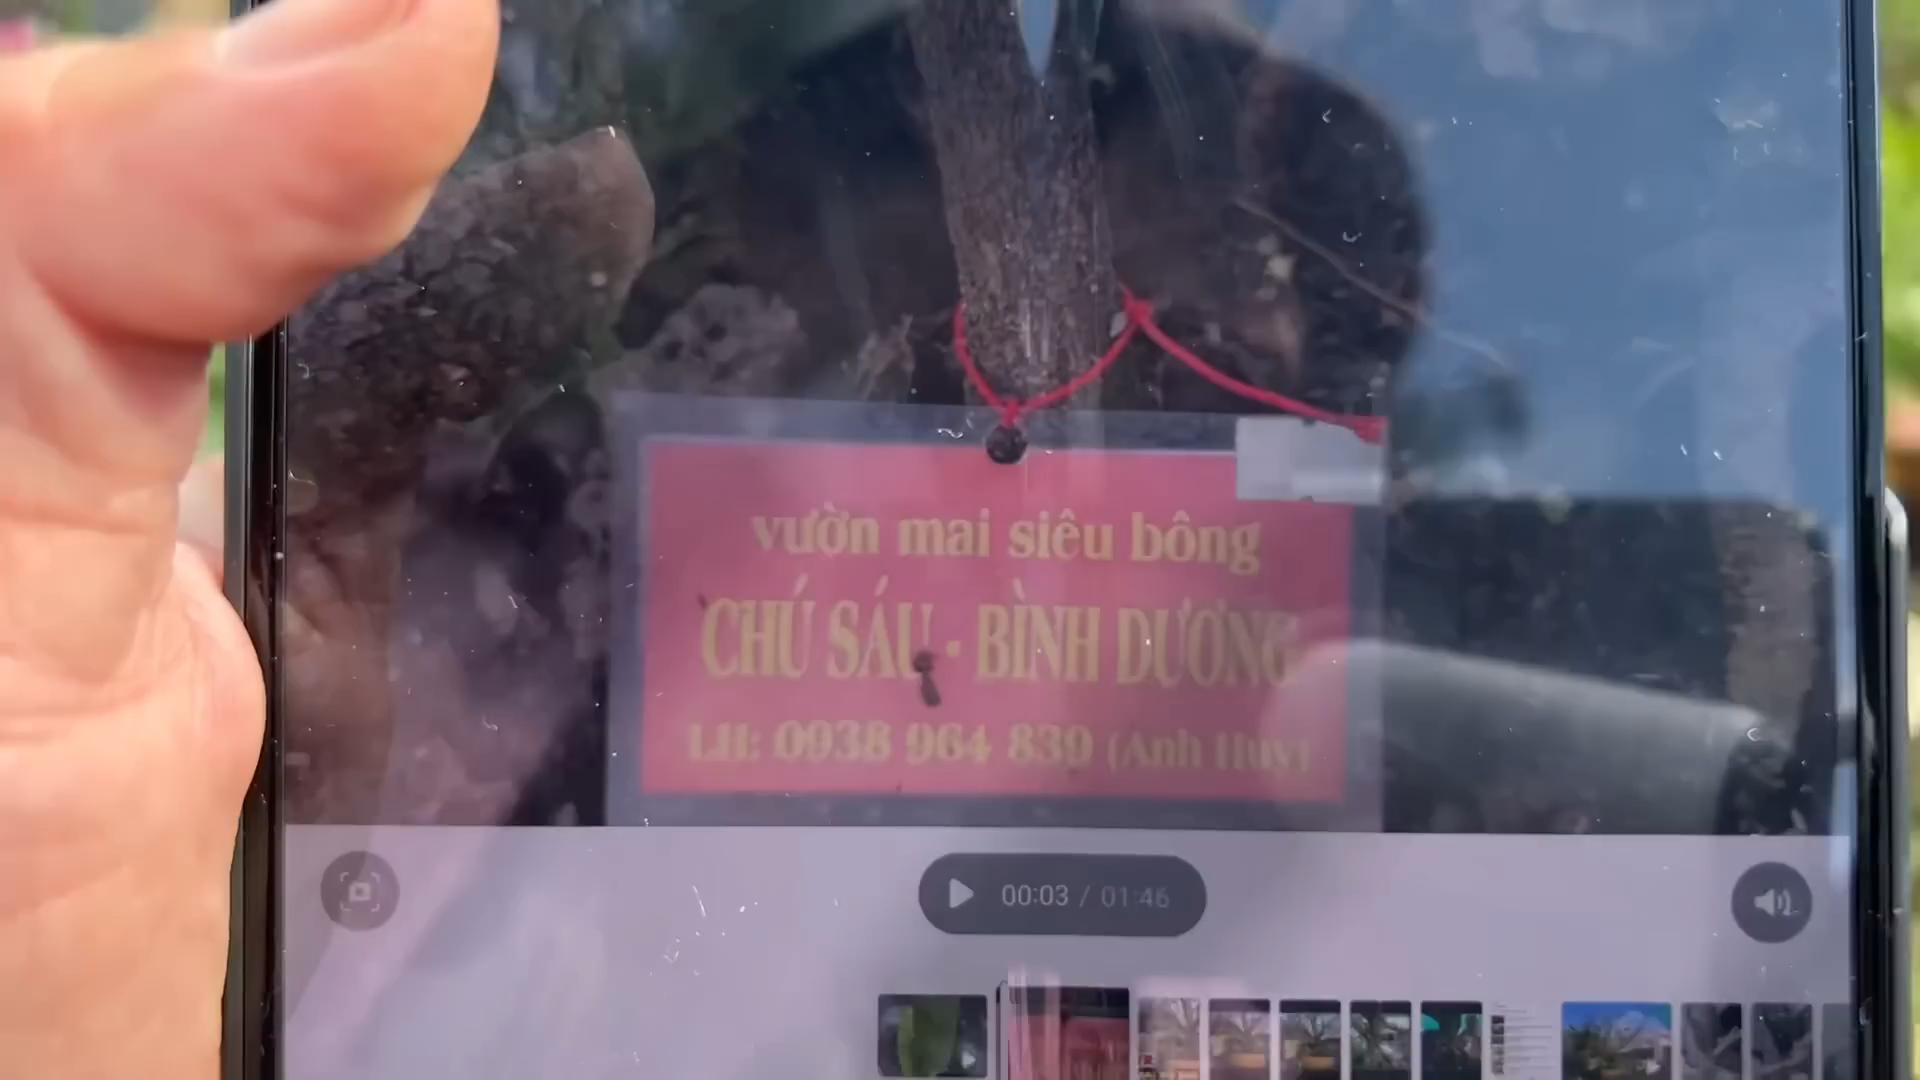 vườn mai siêu bông
CHÚ SÁU - BÌNH DƯƠNG
LH: 0938 964 839 (Anh Huy)
00:03 / 01:46